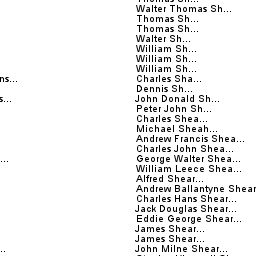 Walter Thomas Sh...
Thomas Sh...
Thomas Sh...
Walter Sh...
William Sh...
William Sh...
William Sh...
ns... Charles Sha...
Dennis Sh...
s... John Donald Sh...
Peter John Sh...
Charles Shea...
Michael Sheah...
Andrew Francis Shea...
Charles John Shea...
... George Walter Shea...
William Leece Shea...
Alfred Shear...
Andrew Ballantyne Shear
Charles Hans Shear...
Jack Douglas Shear...
Eddie George Shear...
James Shear...
James Shear...
... John Milne Shear...